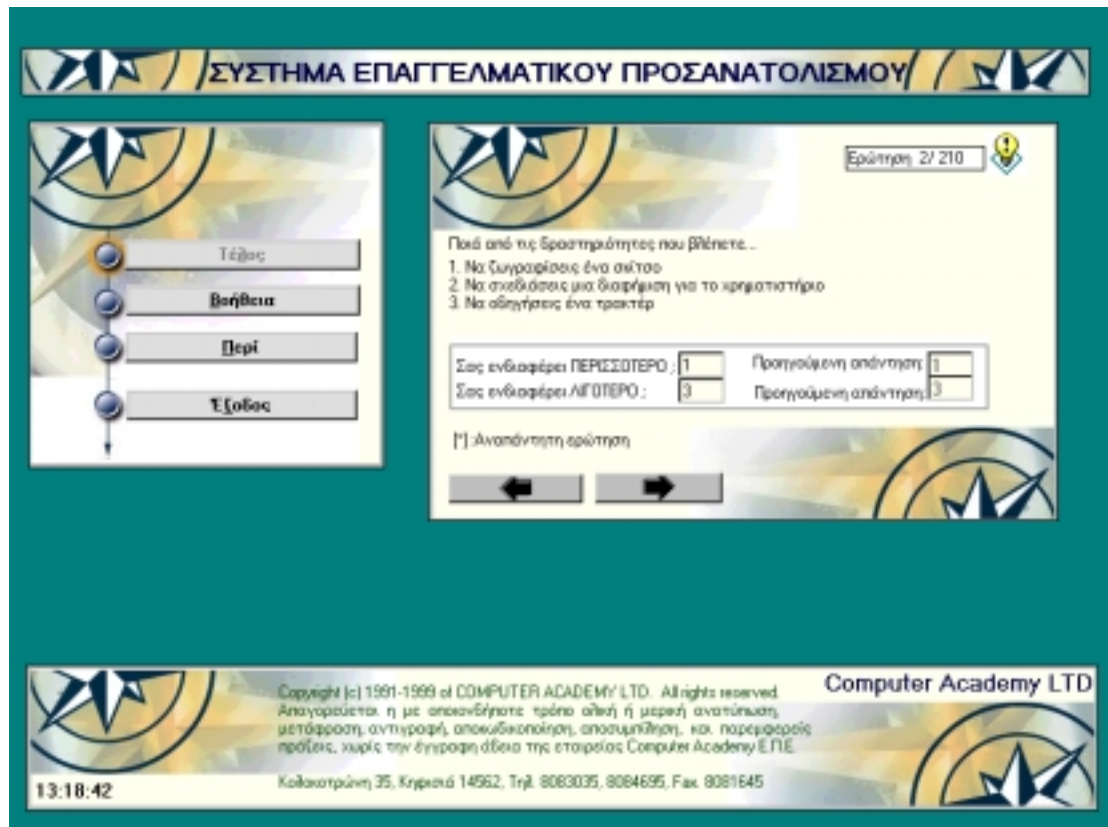 ΣΥΣΤΗΜΑ ΕΠΑΓΓΕΛΜΑΤΙΚΟΥ ΠΡΟΣΑΝΑΤΟΛΙΣΜΟΥ
Τέλος
Βοήθεια
Περί
Έξοδος
Ερώτηση 2/ 210
Ποιά από τις δραστηριότητες που βλέπετε...
1. Να ζωγραφίσεις ένα σκίτσο
2. Να σχεδιάσεις μια διαφήμιση για το χρηματιστήριο
3. Να οδηγήσεις ένα τρακτέρ
Σας ενδιαφέρει ΠΕΡΙΣΣΟΤΕΡΟ ; 1 Προηγούμενη απάντηση: 1
Σας ενδιαφέρει ΛΙΓΟΤΕΡΟ ; 3 Προηγούμενη απάντηση: 3
[*] :Αναπάντητη ερώτηση
Computer Academy LTD
Copyright (c) 1991-1999 of COMPUTER ACADEMY LTD. All rights reserved.
Απαγορεύεται η με οποιονδήποτε τρόπο ολική ή μερική ανατύπωση,
μετάφραση, αντιγραφή, αποκωδικοποίηση, αποσυμπίληση, και παρεμφερείς
πράξεις, χωρίς την έγγραφη άδεια της εταιρείας Computer Academy Ε.Π.Ε.
Κολοκοτρώνη 35, Κηφισιά 14562, Τηλ. 8083035, 8084695, Fax. 8081645
13:18:42